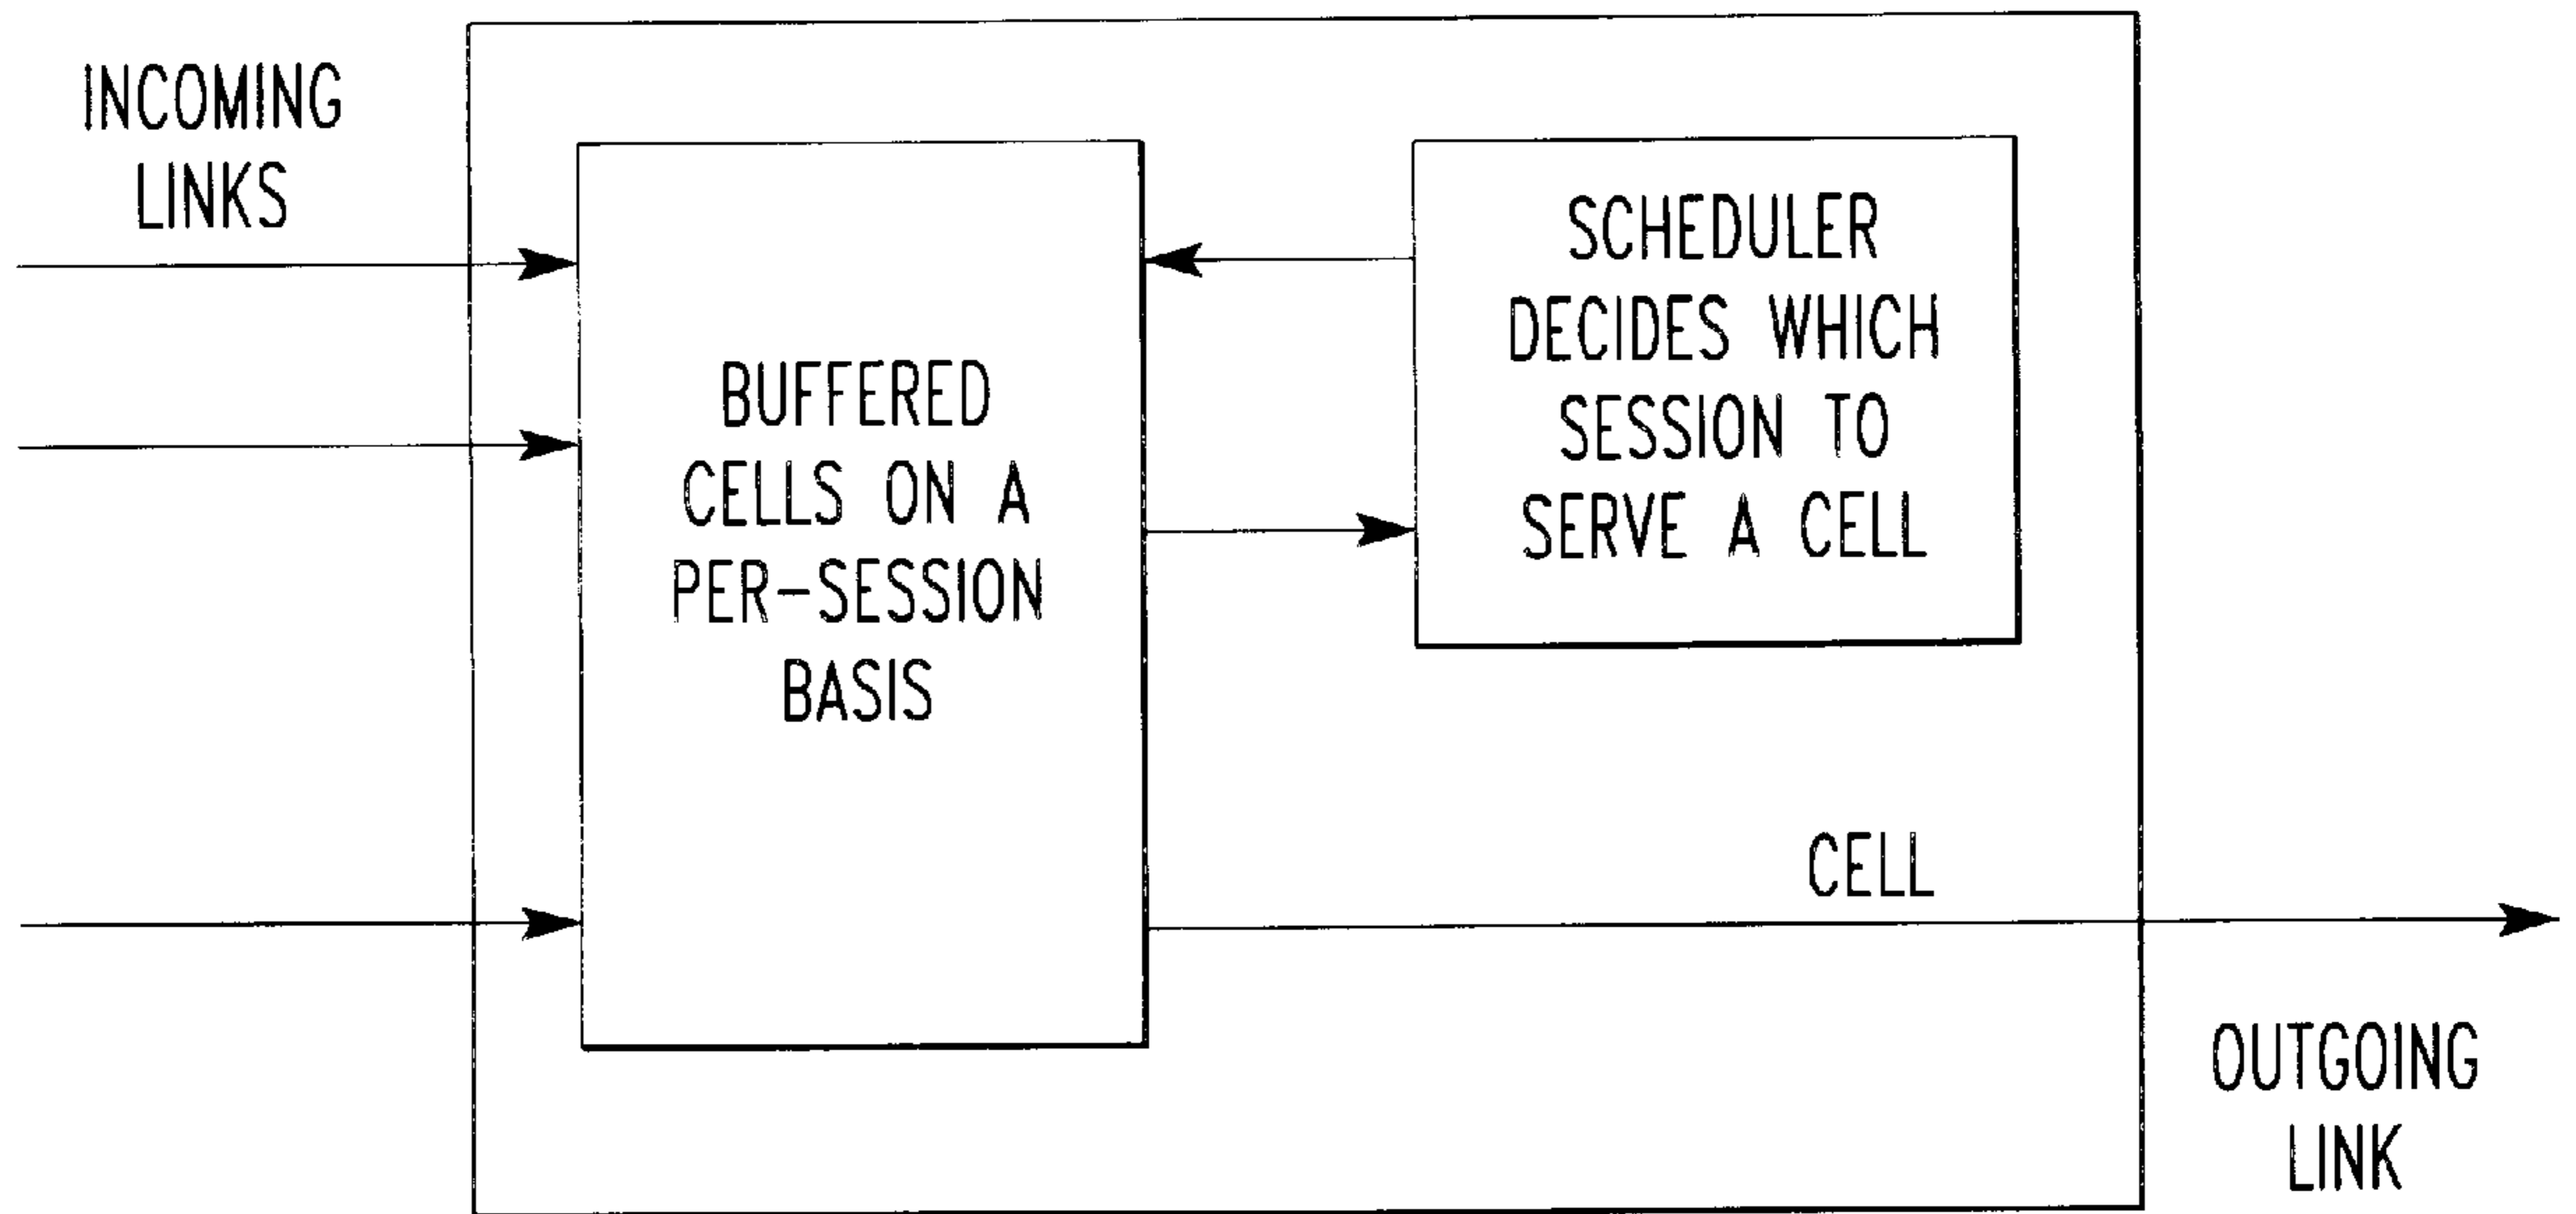 INCOMING
LINKS
BUFFERED
CELLS ON A
PER-SESSION
BASIS
SCHEDULER
DECIDES WHICH
SESSION TO
SERVE A CELL
CELL
OUTGOING
LINK